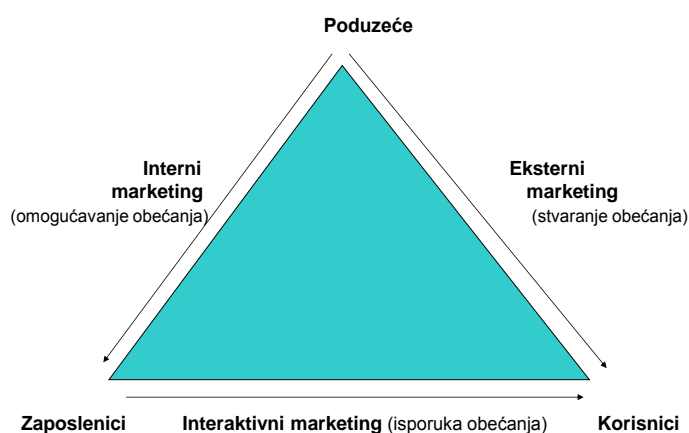 Poduzeće
Interni
marketing
(omogućavanje obećanja)
Eksterni
marketing
(stvaranje obećanja)
Zaposlenici
Interaktivni marketing (isporuka obećanja)
Korisnici